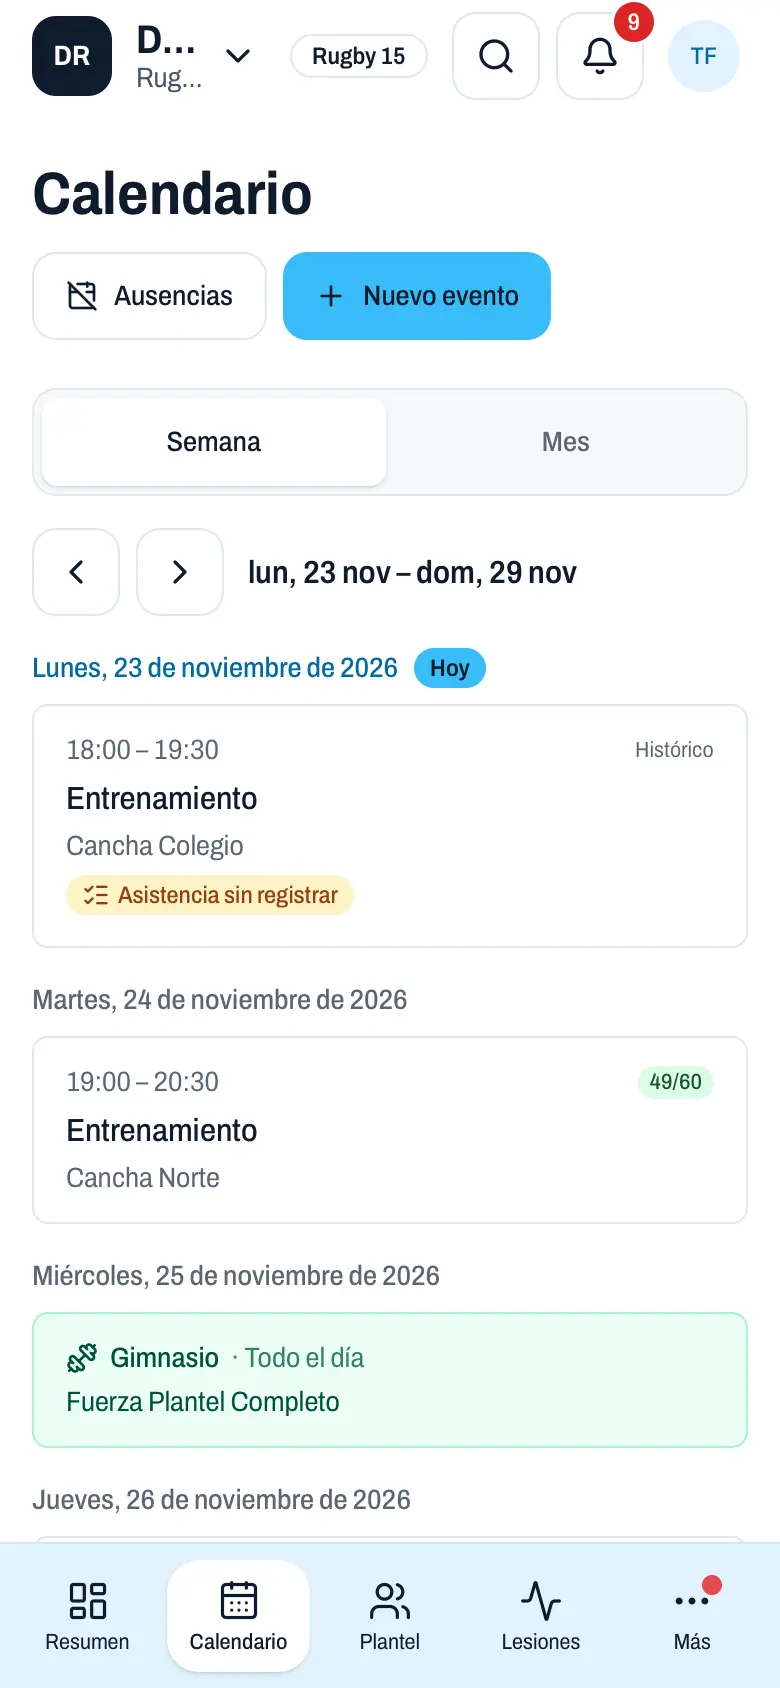 DR
D...
Rug...
Rugby 15
9
TF
Calendario
Ausencias
Nuevo evento
Semana
Mes
lun, 23 nov – dom, 29 nov
Lunes, 23 de noviembre de 2026
Hoy
18:00 – 19:30
Histórico
Entrenamiento
Cancha Colegio
Asistencia sin registrar
Martes, 24 de noviembre de 2026
19:00 – 20:30
49/60
Entrenamiento
Cancha Norte
Miércoles, 25 de noviembre de 2026
Gimnasio · Todo el día
Fuerza Plantel Completo
Jueves, 26 de noviembre de 2026
Resumen
Calendario
Plantel
Lesiones
Más